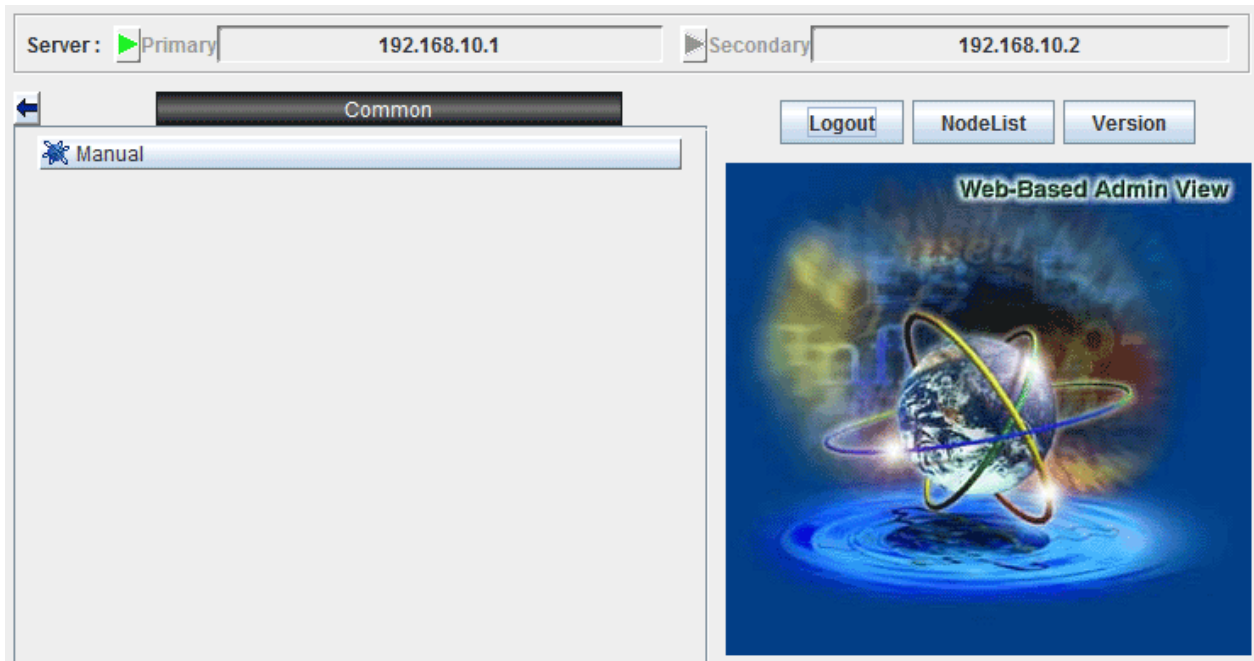 Server : Primary 192.168.10.1 Secondary 192.168.10.2
Common
Logout NodeList Version
Manual
Web-Based Admin View